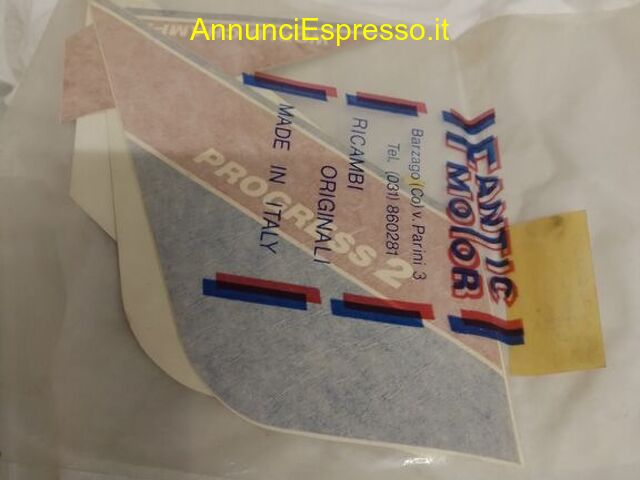 AnnunciEspresso.it
FANTIC
MOTOR
Barzago (Co) v. Parini 3
Tel. (031) 860281
RICAMBI
ORIGINALI
MADE IN ITALY
PROGRESS 2